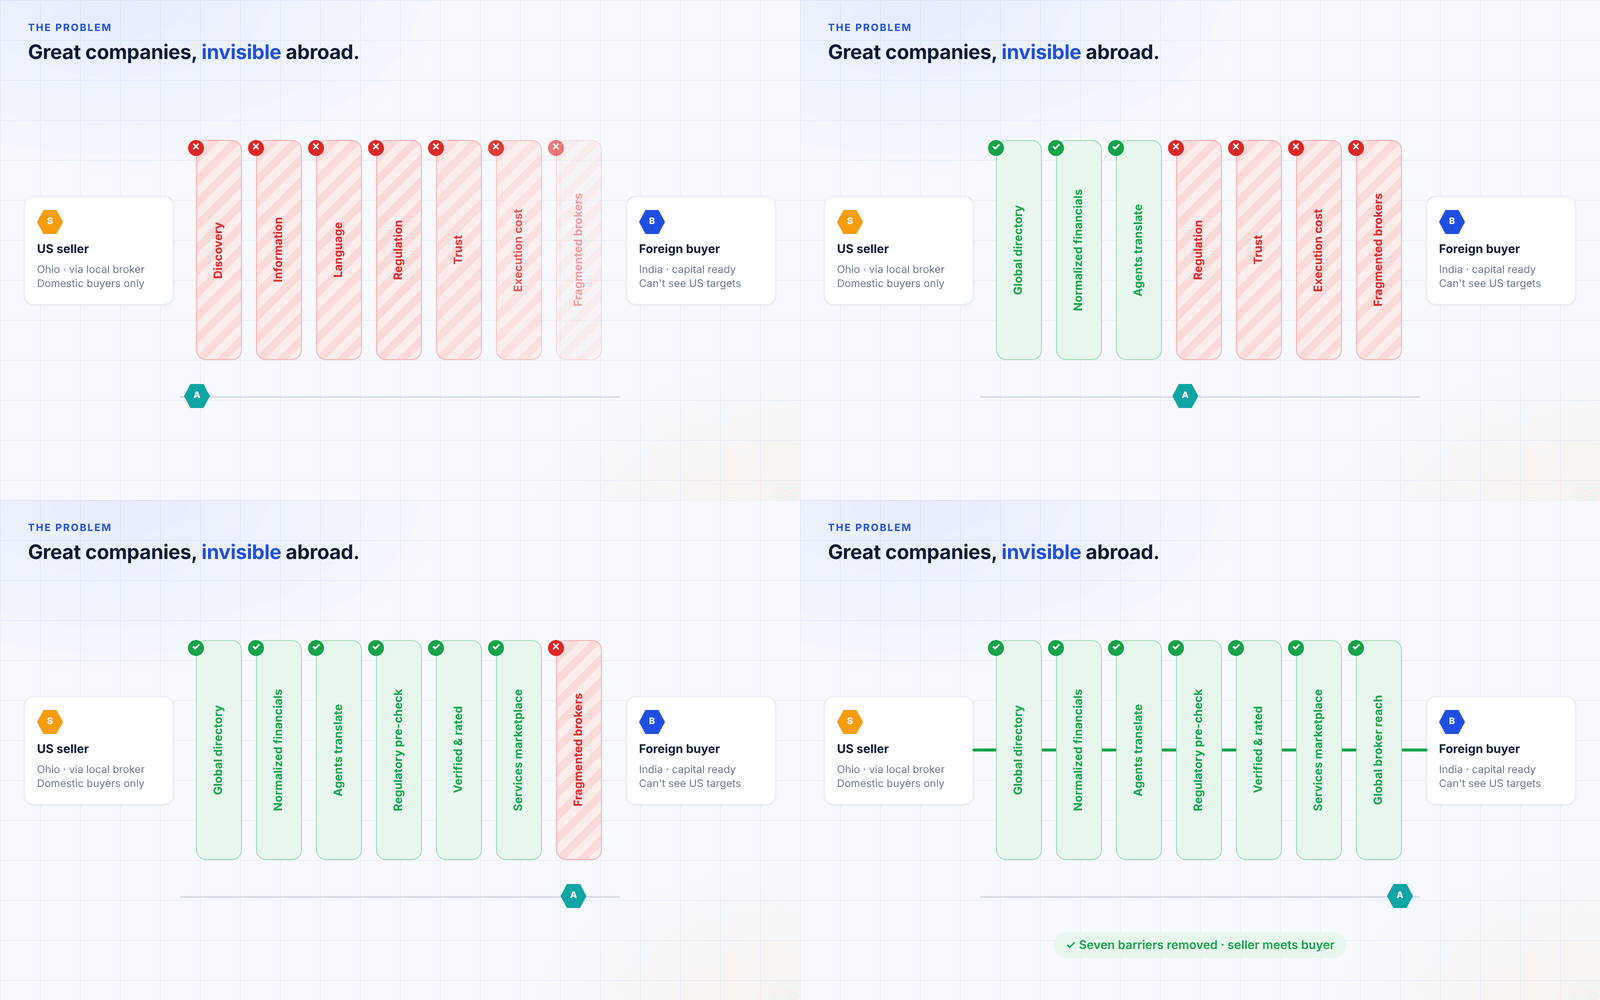 THE PROBLEM
Great companies, invisible abroad.
S
US seller
Ohio · via local broker
Domestic buyers only
Discovery
Information
Language
Regulation
Trust
Execution cost
Fragmented brokers
B
Foreign buyer
India · capital ready
Can't see US targets
A
THE PROBLEM
Great companies, invisible abroad.
S
US seller
Ohio · via local broker
Domestic buyers only
Global directory
Normalized financials
Agents translate
Regulation
Trust
Execution cost
Fragmented brokers
B
Foreign buyer
India · capital ready
Can't see US targets
A
THE PROBLEM
Great companies, invisible abroad.
S
US seller
Ohio · via local broker
Domestic buyers only
Global directory
Normalized financials
Agents translate
Regulatory pre-check
Verified & rated
Services marketplace
Fragmented brokers
B
Foreign buyer
India · capital ready
Can't see US targets
A
THE PROBLEM
Great companies, invisible abroad.
S
US seller
Ohio · via local broker
Domestic buyers only
Global directory
Normalized financials
Agents translate
Regulatory pre-check
Verified & rated
Services marketplace
Global broker reach
B
Foreign buyer
India · capital ready
Can't see US targets
A
✓ Seven barriers removed · seller meets buyer